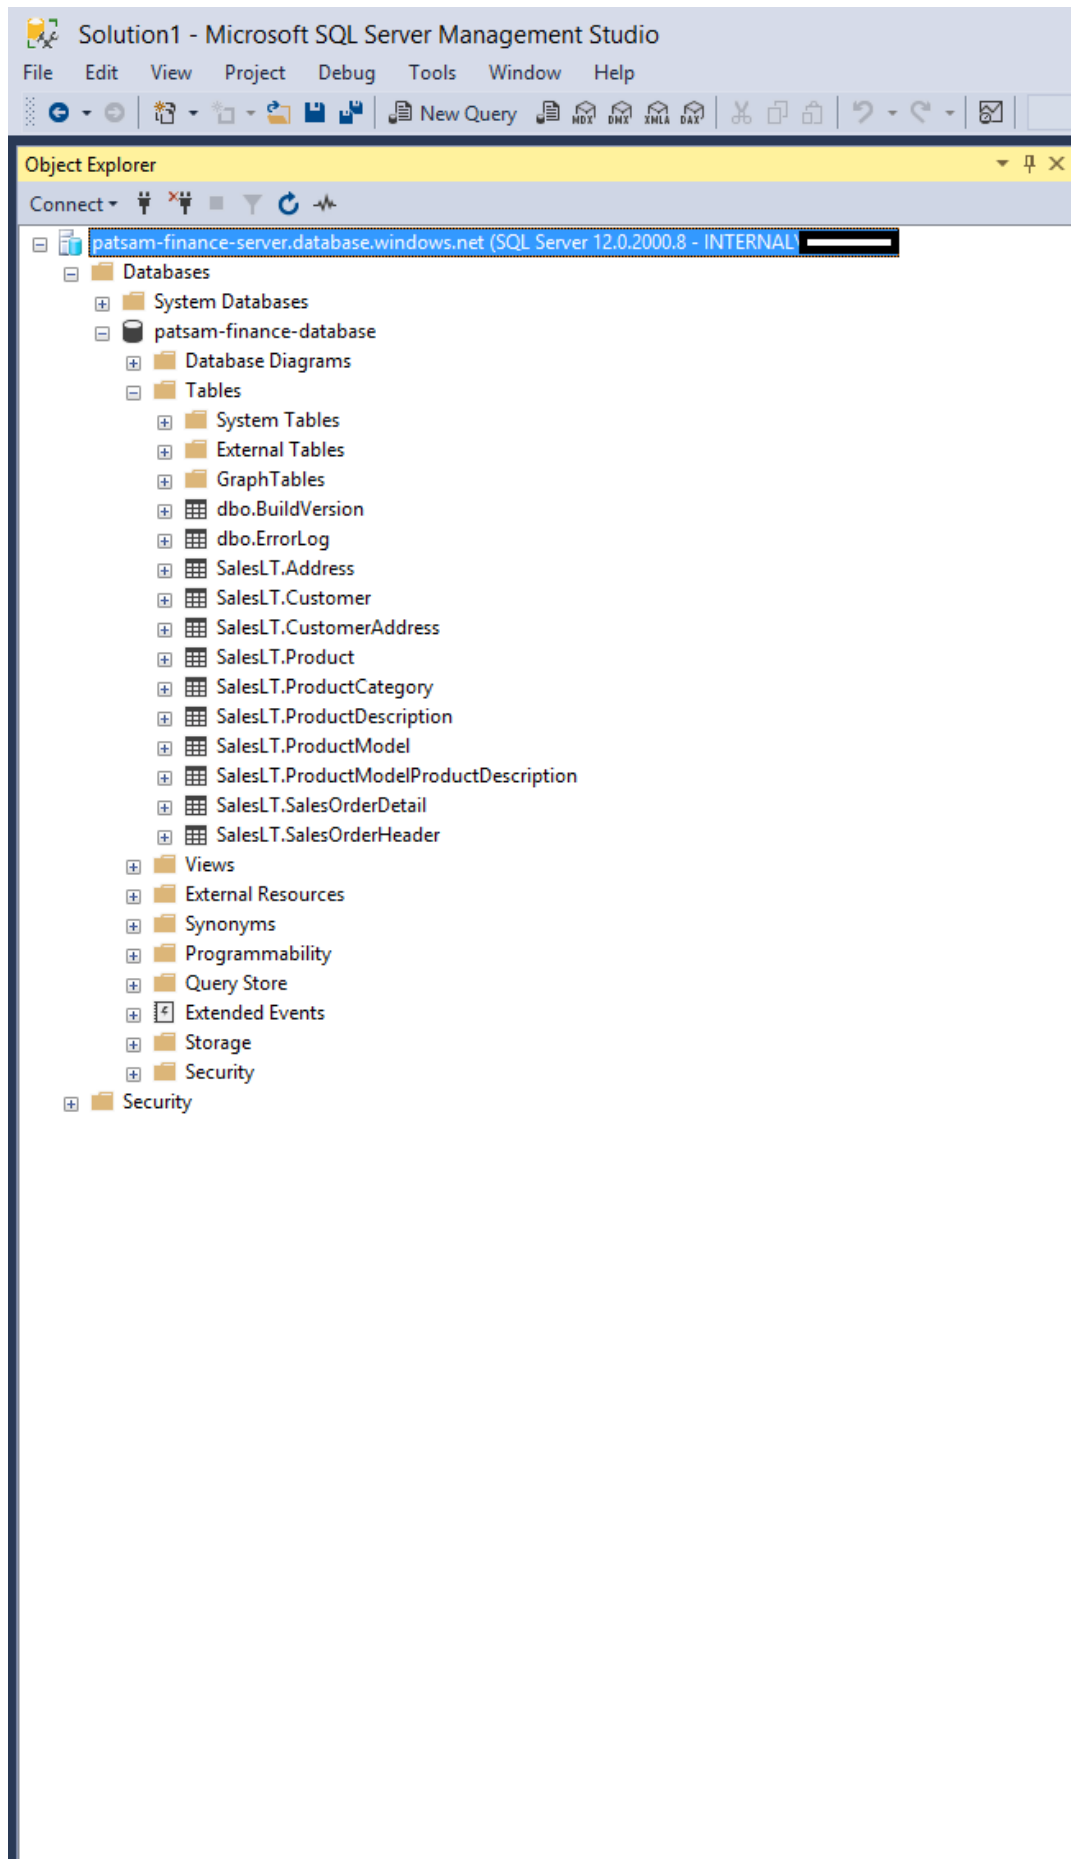 Solution1 - Microsoft SQL Server Management Studio
File Edit View Project Debug Tools Window Help
New Query MDX DMX XMLA DAX
Object Explorer
Connect
patsam-finance-server.database.windows.net (SQL Server 12.0.2000.8 - INTERNAL\
Databases
System Databases
patsam-finance-database
Database Diagrams
Tables
System Tables
External Tables
GraphTables
dbo.BuildVersion
dbo.ErrorLog
SalesLT.Address
SalesLT.Customer
SalesLT.CustomerAddress
SalesLT.Product
SalesLT.ProductCategory
SalesLT.ProductDescription
SalesLT.ProductModel
SalesLT.ProductModelProductDescription
SalesLT.SalesOrderDetail
SalesLT.SalesOrderHeader
Views
External Resources
Synonyms
Programmability
Query Store
Extended Events
Storage
Security
Security